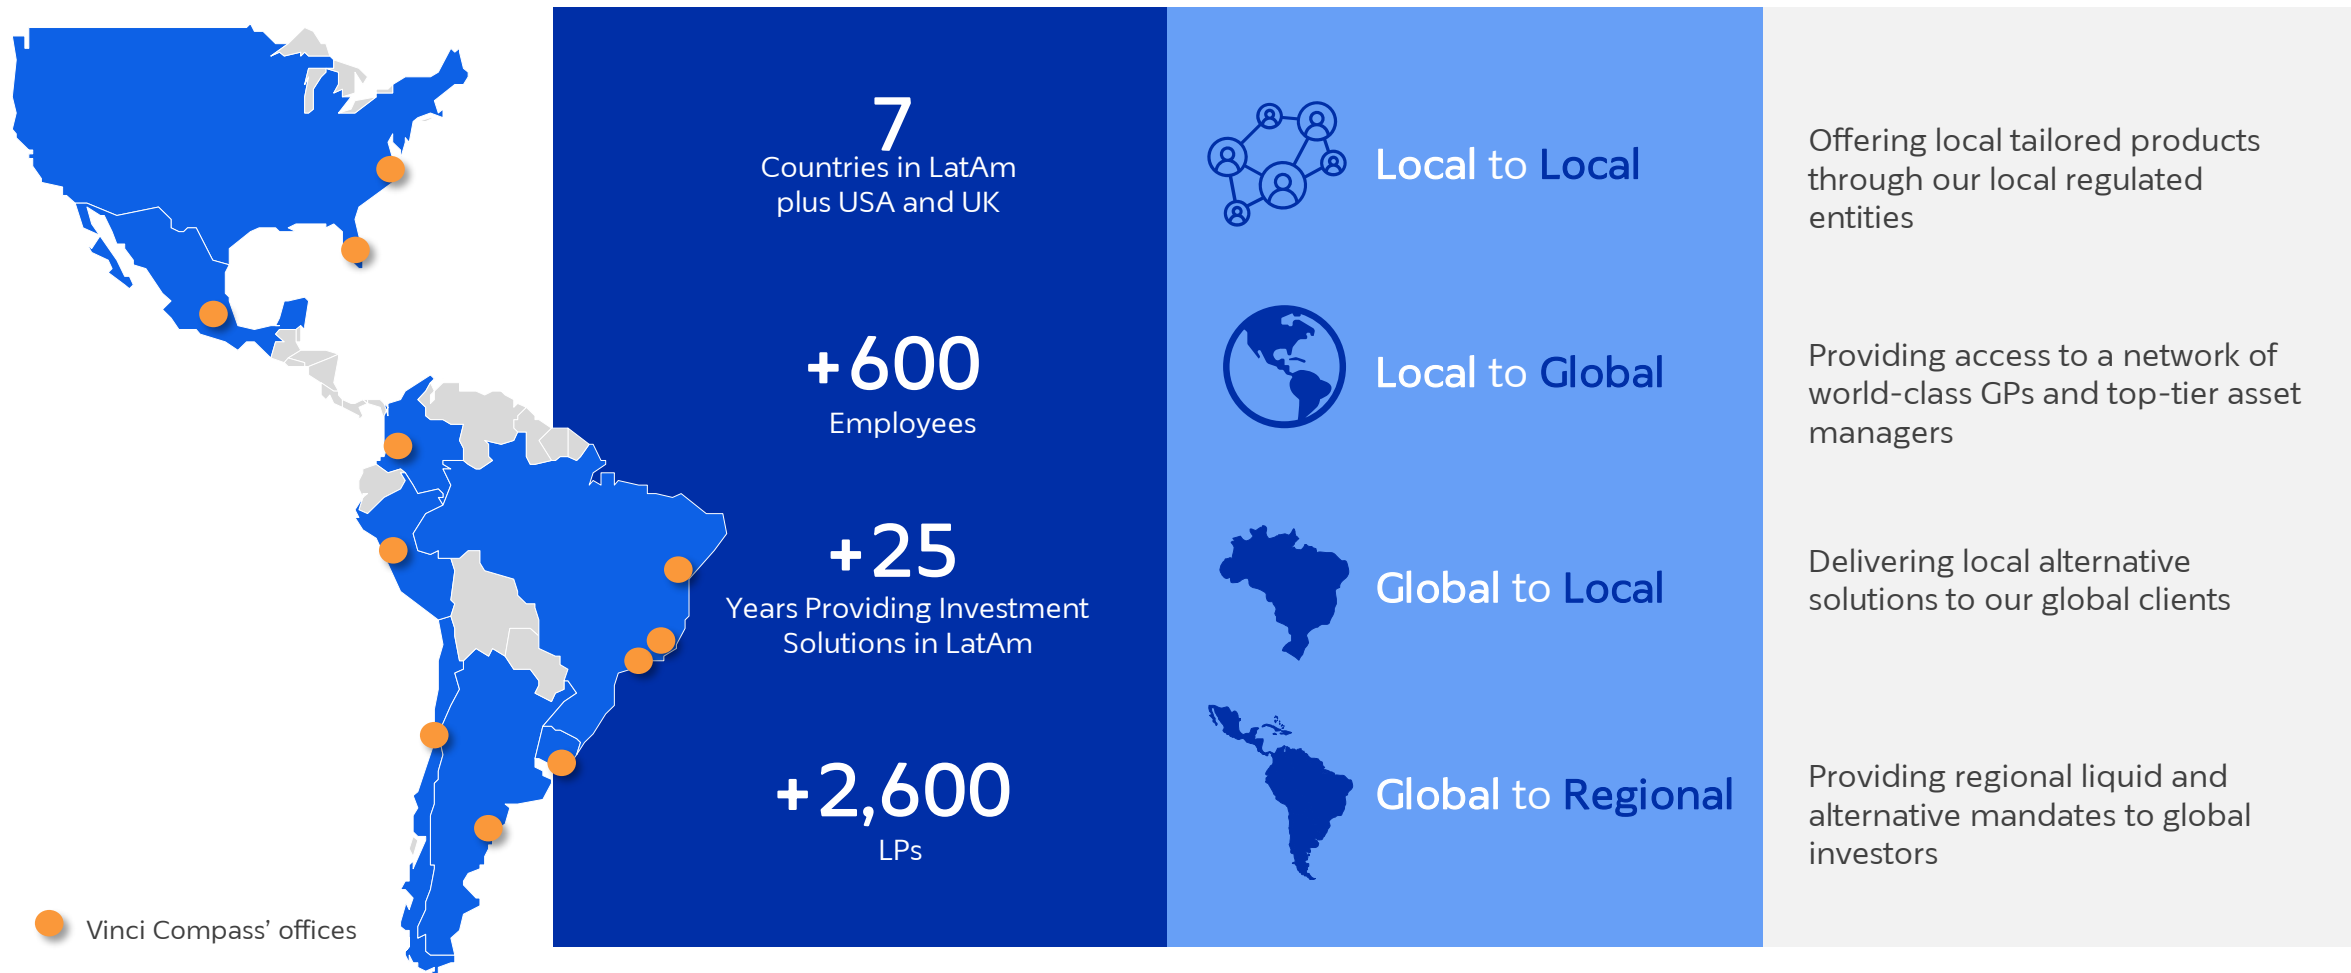 7
Countries in LatAm
plus USA and UK
+600
Employees
+25
Years Providing Investment
Solutions in LatAm
+2,600
LPs
Local to Local
Offering local tailored products
through our local regulated
entities
Local to Global
Providing access to a network of
world-class GPs and top-tier asset
managers
Global to Local
Delivering local alternative
solutions to our global clients
Global to Regional
Providing regional liquid and
alternative mandates to global
investors
Vinci Compass’ offices